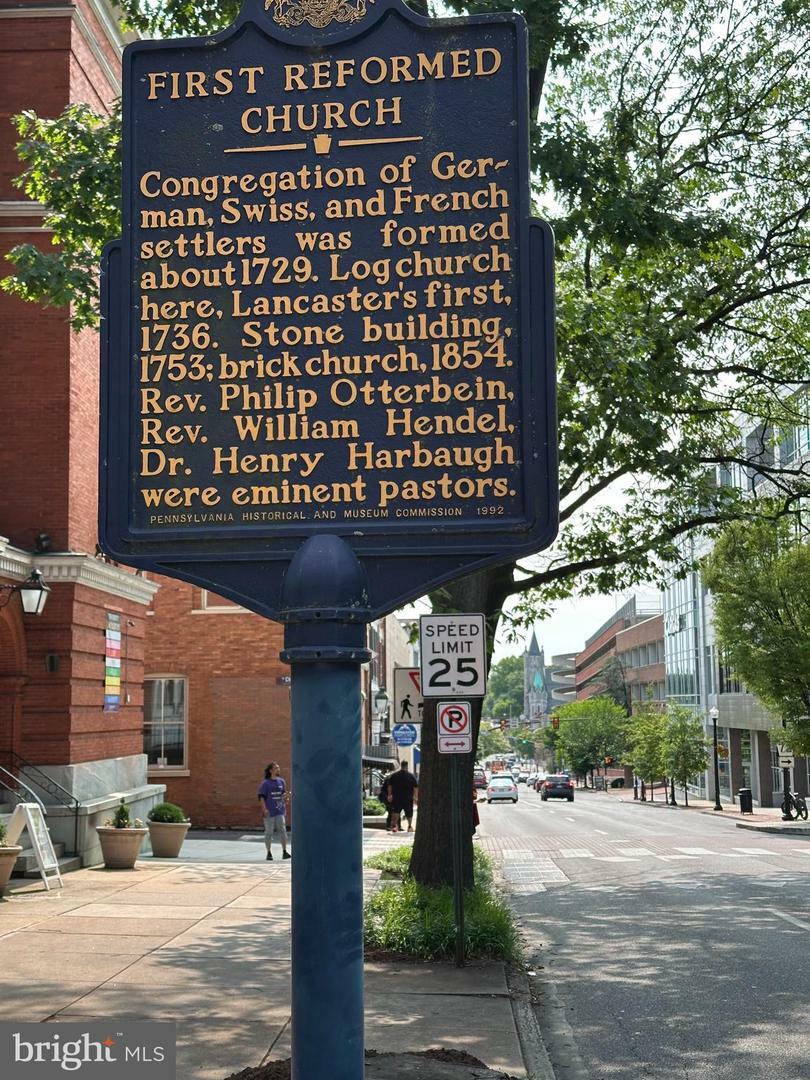 FIRST REFORMED
CHURCH
Congregation of Ger-
man, Swiss, and French
settlers was formed
about 1729. Log church
here, Lancaster's first,
1736. Stone building,
1753; brick church, 1854.
Rev. Philip Otterbein,
Rev. William Hendel,
Dr. Henry Harbaugh
were eminent pastors.
PENNSYLVANIA HISTORICAL AND MUSEUM COMMISSION 1992
SPEED
LIMIT
25
bright™ MLS